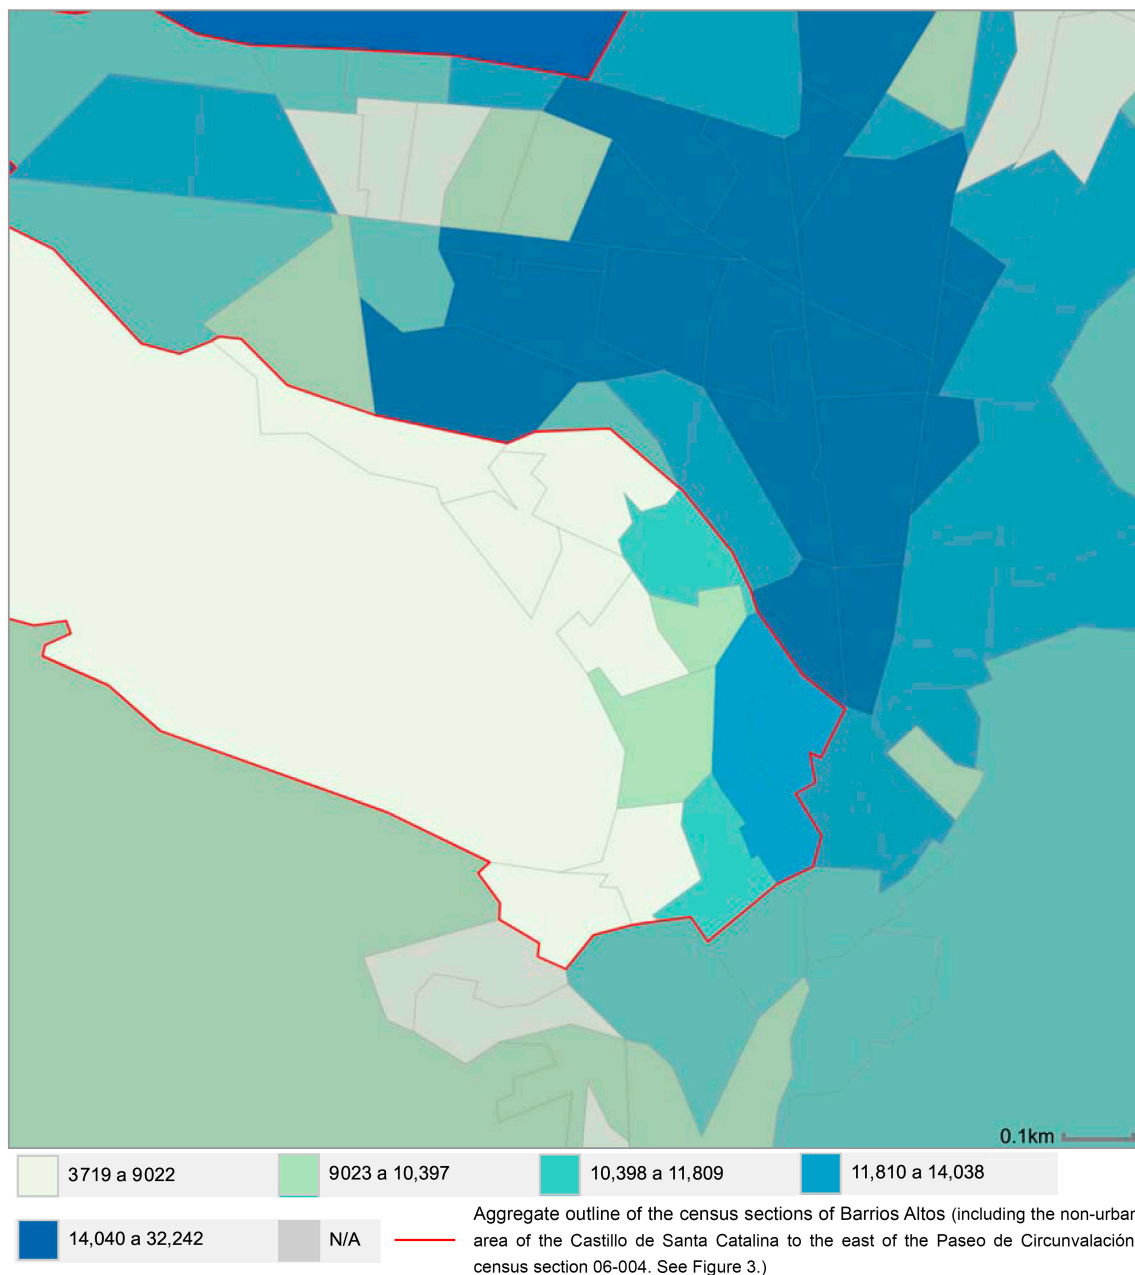 0.1km
3719 a 9022
9023 a 10,397
10,398 a 11,809
11,810 a 14,038
14,040 a 32,242
N/A
Aggregate outline of the census sections of Barrios Altos (including the non-urban
area of the Castillo de Santa Catalina to the east of the Paseo de Circunvalación
census section 06-004. See Figure 3.)